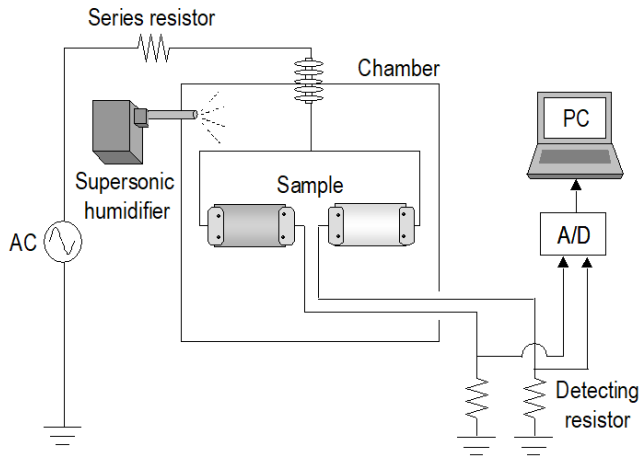 Series resistor
Chamber
PC
Supersonic
humidifier
Sample
AC
A/D
Detecting
resistor